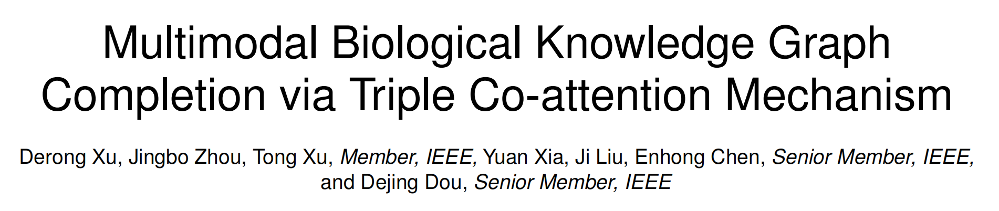 Multimodal Biological Knowledge Graph
Completion via Triple Co-attention Mechanism
Derong Xu, Jingbo Zhou, Tong Xu, Member, IEEE, Yuan Xia, Ji Liu, Enhong Chen, Senior Member, IEEE,
and Dejing Dou, Senior Member, IEEE